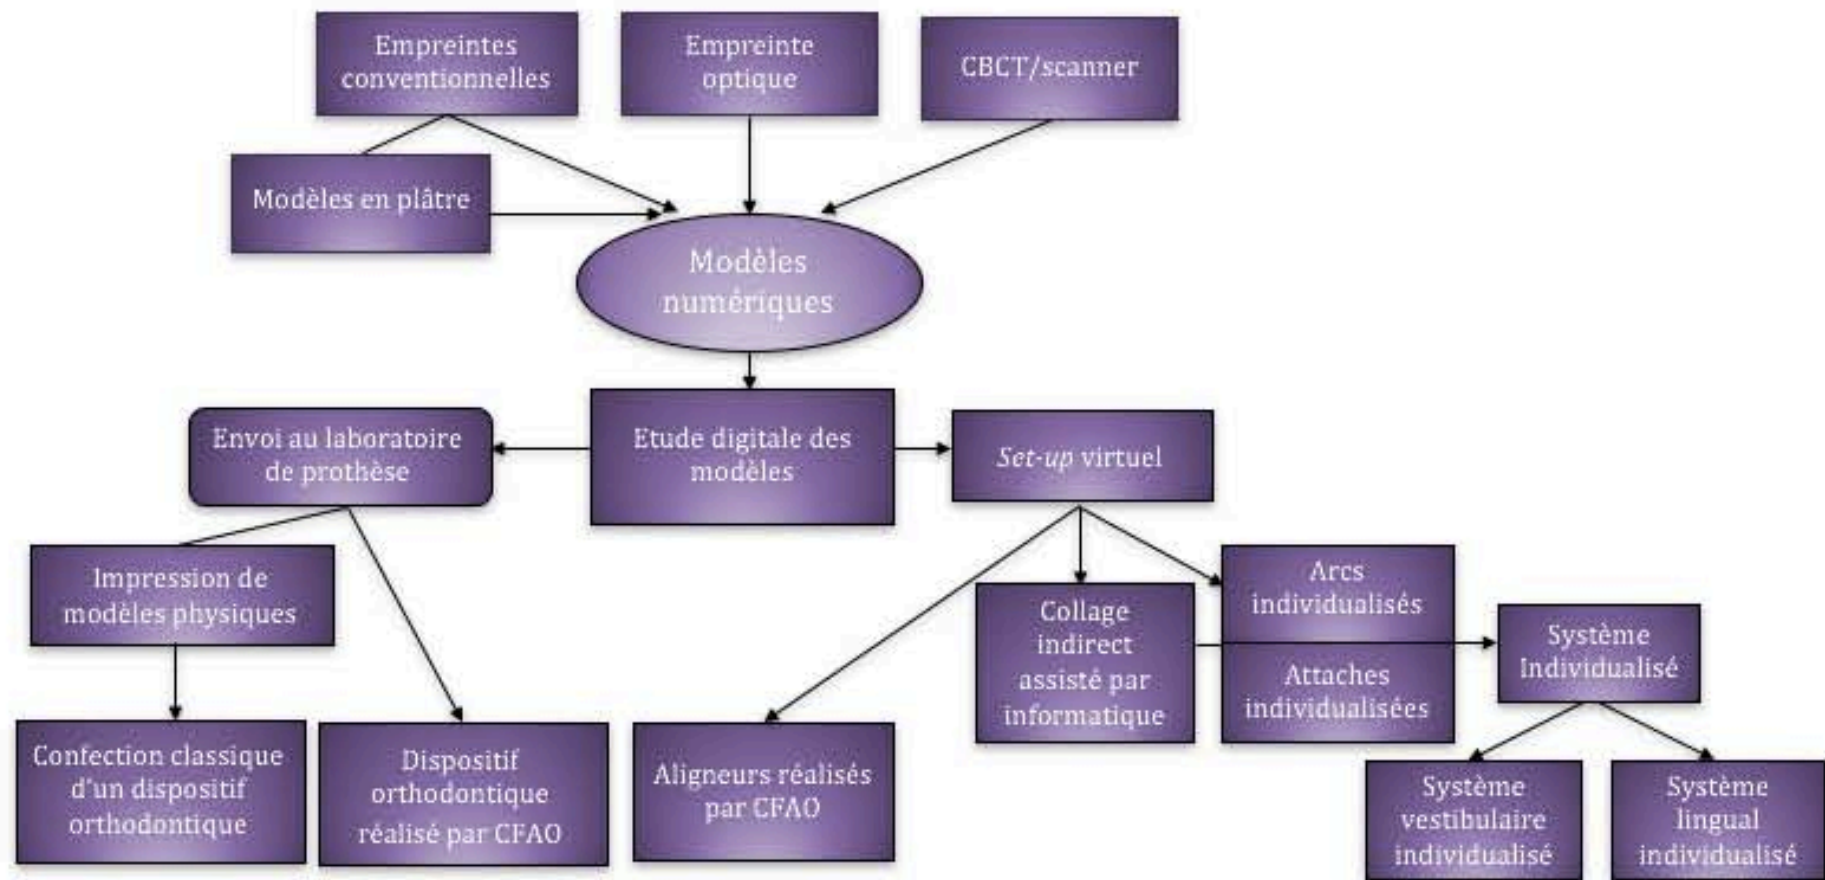 Empreintes
conventionnelles
Empreinte
optique
CBCT/scanner
Modèles en plâtre
Modèles
numériques
Envoi au laboratoire
de prothèse
Etude digitale des
modèles
Set-up virtuel
Impression de
modèles physiques
Collage
indirect
assisté par
informatique
Arcs
individualisés
Attaches
individualisées
Système
Individualisé
Confection classique
d'un dispositif
orthodontique
Dispositif
orthodontique
réalisé par CFAO
Aligneurs réalisés
par CFAO
Système
vestibulaire
individualisé
Système
lingual
individualisé